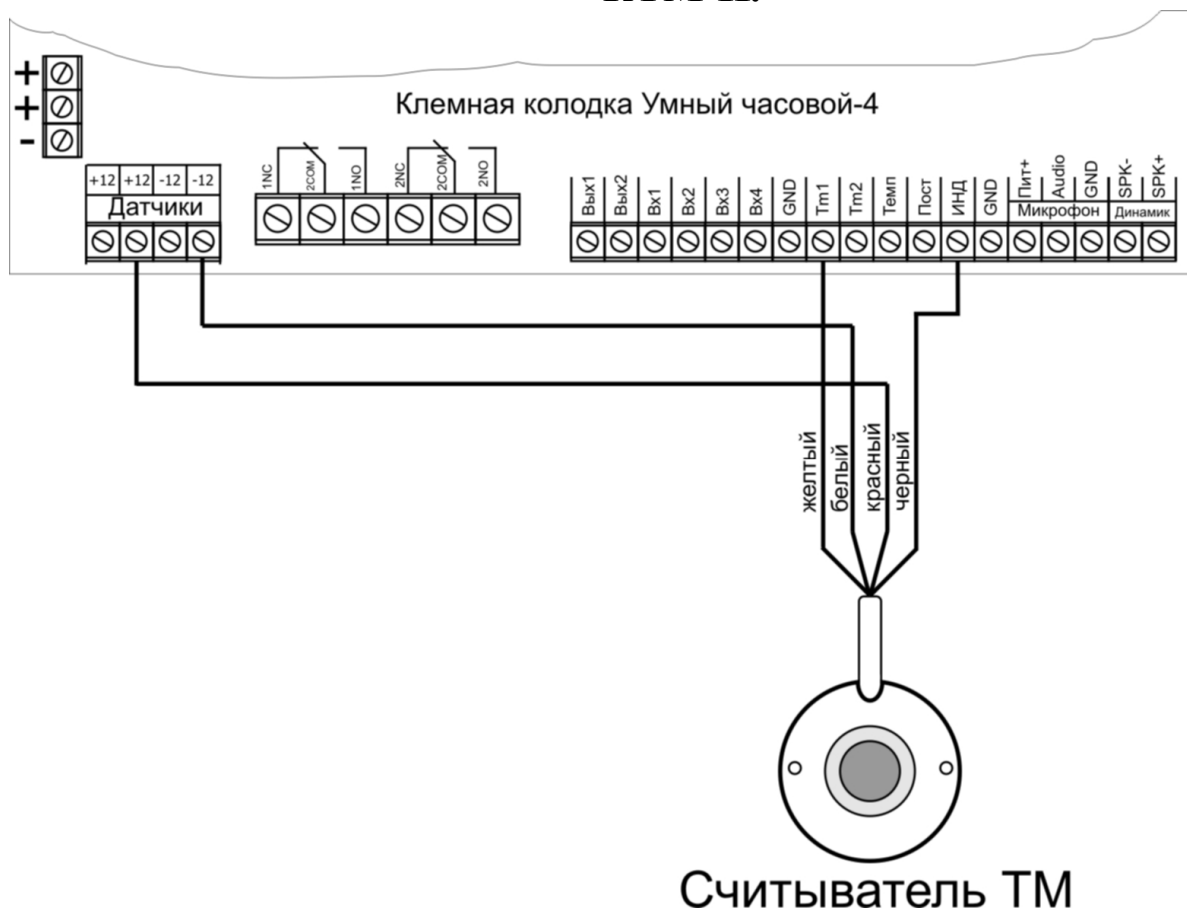 Клемная колодка Умный часовой-4
+
+
-
+12 +12 -12 -12
Датчики
1NC 2COM 1NO 2NC 2COM 2NO
Вых1 Вых2 Вх1 Вх2 Вх3 Вх4 GND Tm1 Tm2 Темп Пост ИНД GND Пит+ Audio GND SPK- SPK+
Микрофон Динамик
желтый
белый
красный
черный
Считыватель ТМ